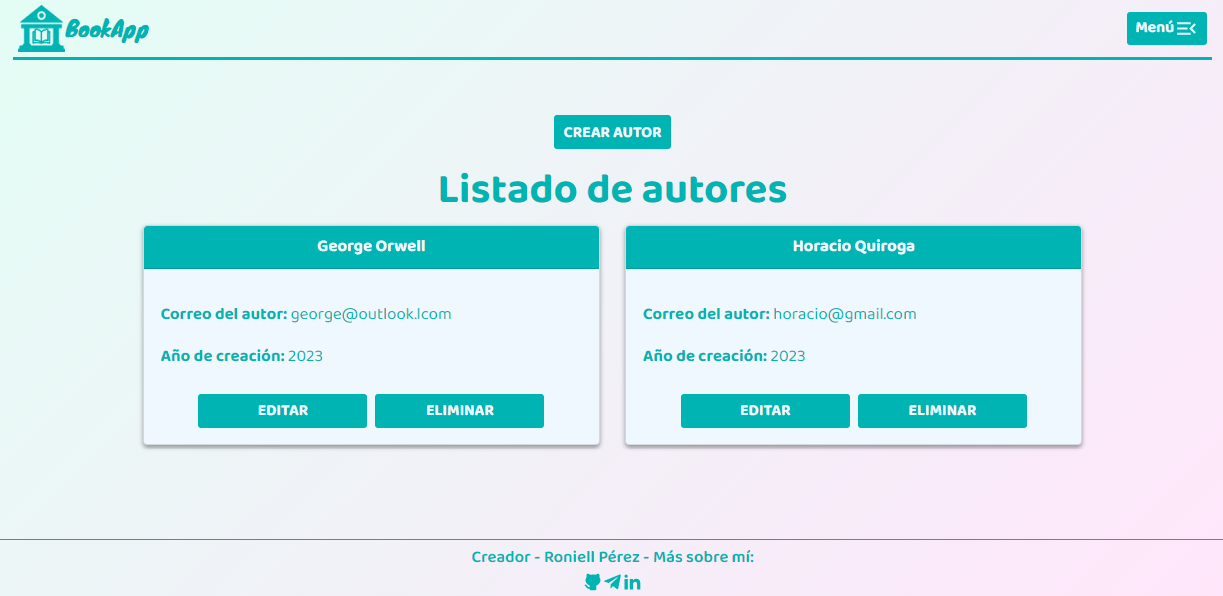 BookApp
Menú
CREAR AUTOR
Listado de autores
George Orwell
Correo del autor: george@outlook.lcom
Año de creación: 2023
EDITAR ELIMINAR
Horacio Quiroga
Correo del autor: horacio@gmail.com
Año de creación: 2023
EDITAR ELIMINAR
Creador - Roniell Pérez - Más sobre mí:
in